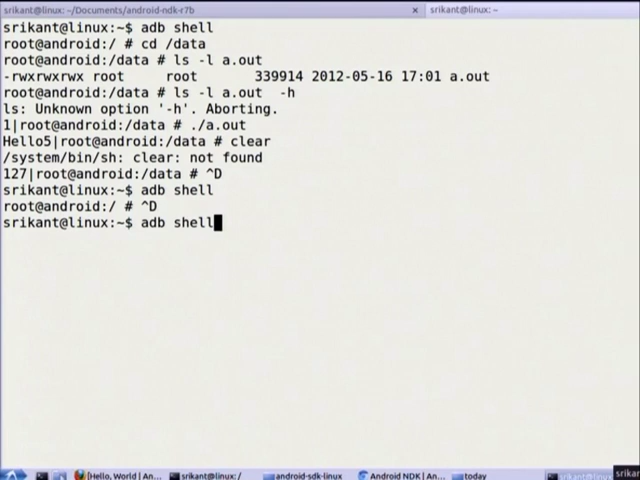 srikant@linux: ~/Documents/android-ndk-r7b × srikant@linux: ~
srikant@linux:~$ adb shell
root@android:/ # cd /data
root@android:/data # ls -l a.out
-rwxrwxrwx root     root       339914 2012-05-16 17:01 a.out
root@android:/data # ls -l a.out  -h
ls: Unknown option '-h'. Aborting.
1|root@android:/data # ./a.out
Hello5|root@android:/data # clear
/system/bin/sh: clear: not found
127|root@android:/data # ^D
srikant@linux:~$ adb shell
root@android:/ # ^D
srikant@linux:~$ adb shell
[Hello, World | An... srikant@linux: / android-sdk-linux Android NDK | An... today srikant@linux srikan